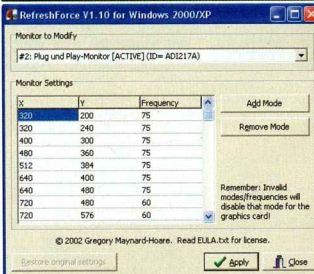 RefreshForce V1.10 for Windows 2000/XP
Monitor to Modify
#2: Plug und Play-Monitor [ACTIVE] (ID= ADI217A)
Monitor Settings
X Y Frequency
320 200 75
320 240 75
400 300 75
480 360 75
512 384 75
640 400 75
640 480 75
720 480 60
720 576 60
Add Mode
Remove Mode
Remember: Invalid
modes/frequencies will
disable that mode for the
graphics card!
© 2002 Gregory Maynard-Hoare. Read EULA.txt for license.
Restore original settings
Apply
Close